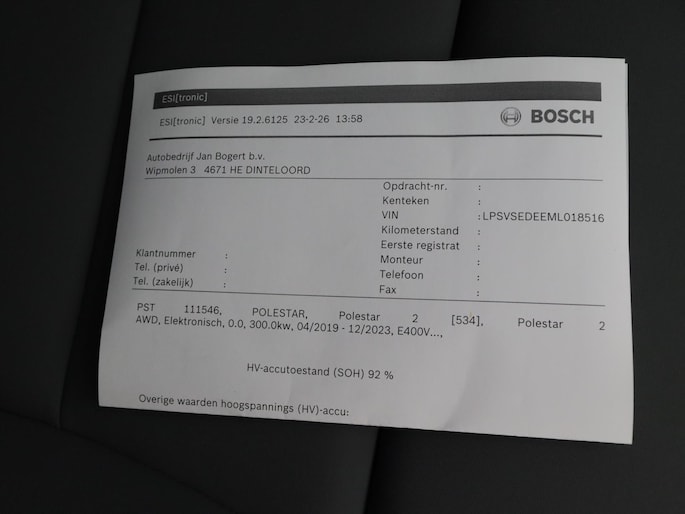 ESI[tronic]
ESI[tronic] Versie 19.2.6125 23-2-26 13:58
BOSCH
Autobedrijf Jan Bogert b.v.
Wipmolen 3 4671 HE DINTELOORD
Opdracht-nr. :
Kenteken :
VIN :LPSVSEDEEML018516
Kilometerstand :
Eerste registrat :
Klantnummer : Monteur :
Tel. (privé) : Telefoon :
Tel. (zakelijk) : Fax :
PST 111546, POLESTAR, Polestar 2 [534], Polestar 2
AWD, Elektronisch, 0.0, 300.0kw, 04/2019 - 12/2023, E400V...,
HV-accutoestand (SOH) 92 %
Overige waarden hoogspannings (HV)-accu: